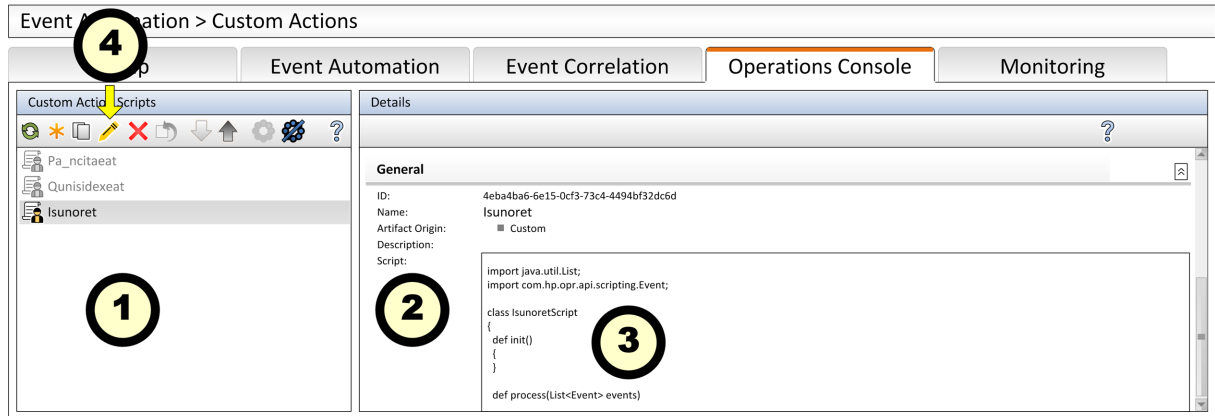 Event Automation > Custom Actions
4
Event Automation
Event Correlation
Operations Console
Monitoring
Custom Action Scripts
Details
?
?
Pa_ncitaeat
Qunisidexeat
Isunoret
General
ID: 4eba4ba6-6e15-0cf3-73c4-4494bf32dc6d
Name: Isunoret
Artifact Origin: Custom
Description:
Script:
import java.util.List;
import com.hp.opr.api.scripting.Event;
class IsunoretScript
{
def init()
{
}
def process(List<Event> events)
1
2
3